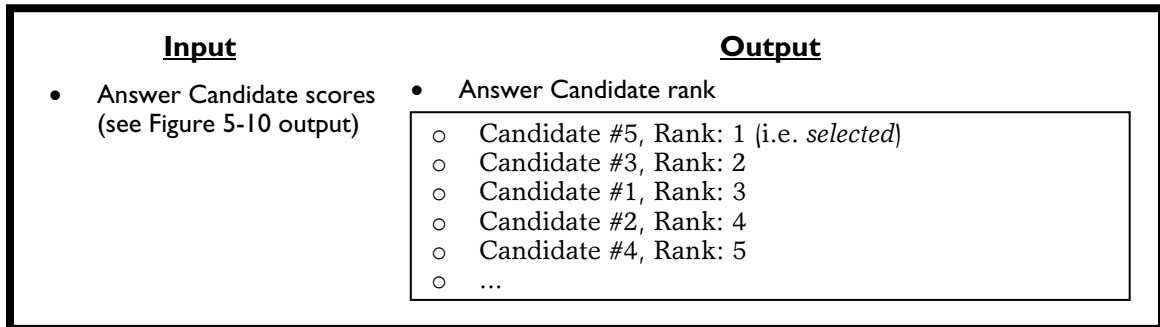 Input
• Answer Candidate scores
(see Figure 5-10 output)
Output
• Answer Candidate rank
o Candidate #5, Rank: 1 (i.e. selected)
o Candidate #3, Rank: 2
o Candidate #1, Rank: 3
o Candidate #2, Rank: 4
o Candidate #4, Rank: 5
o …